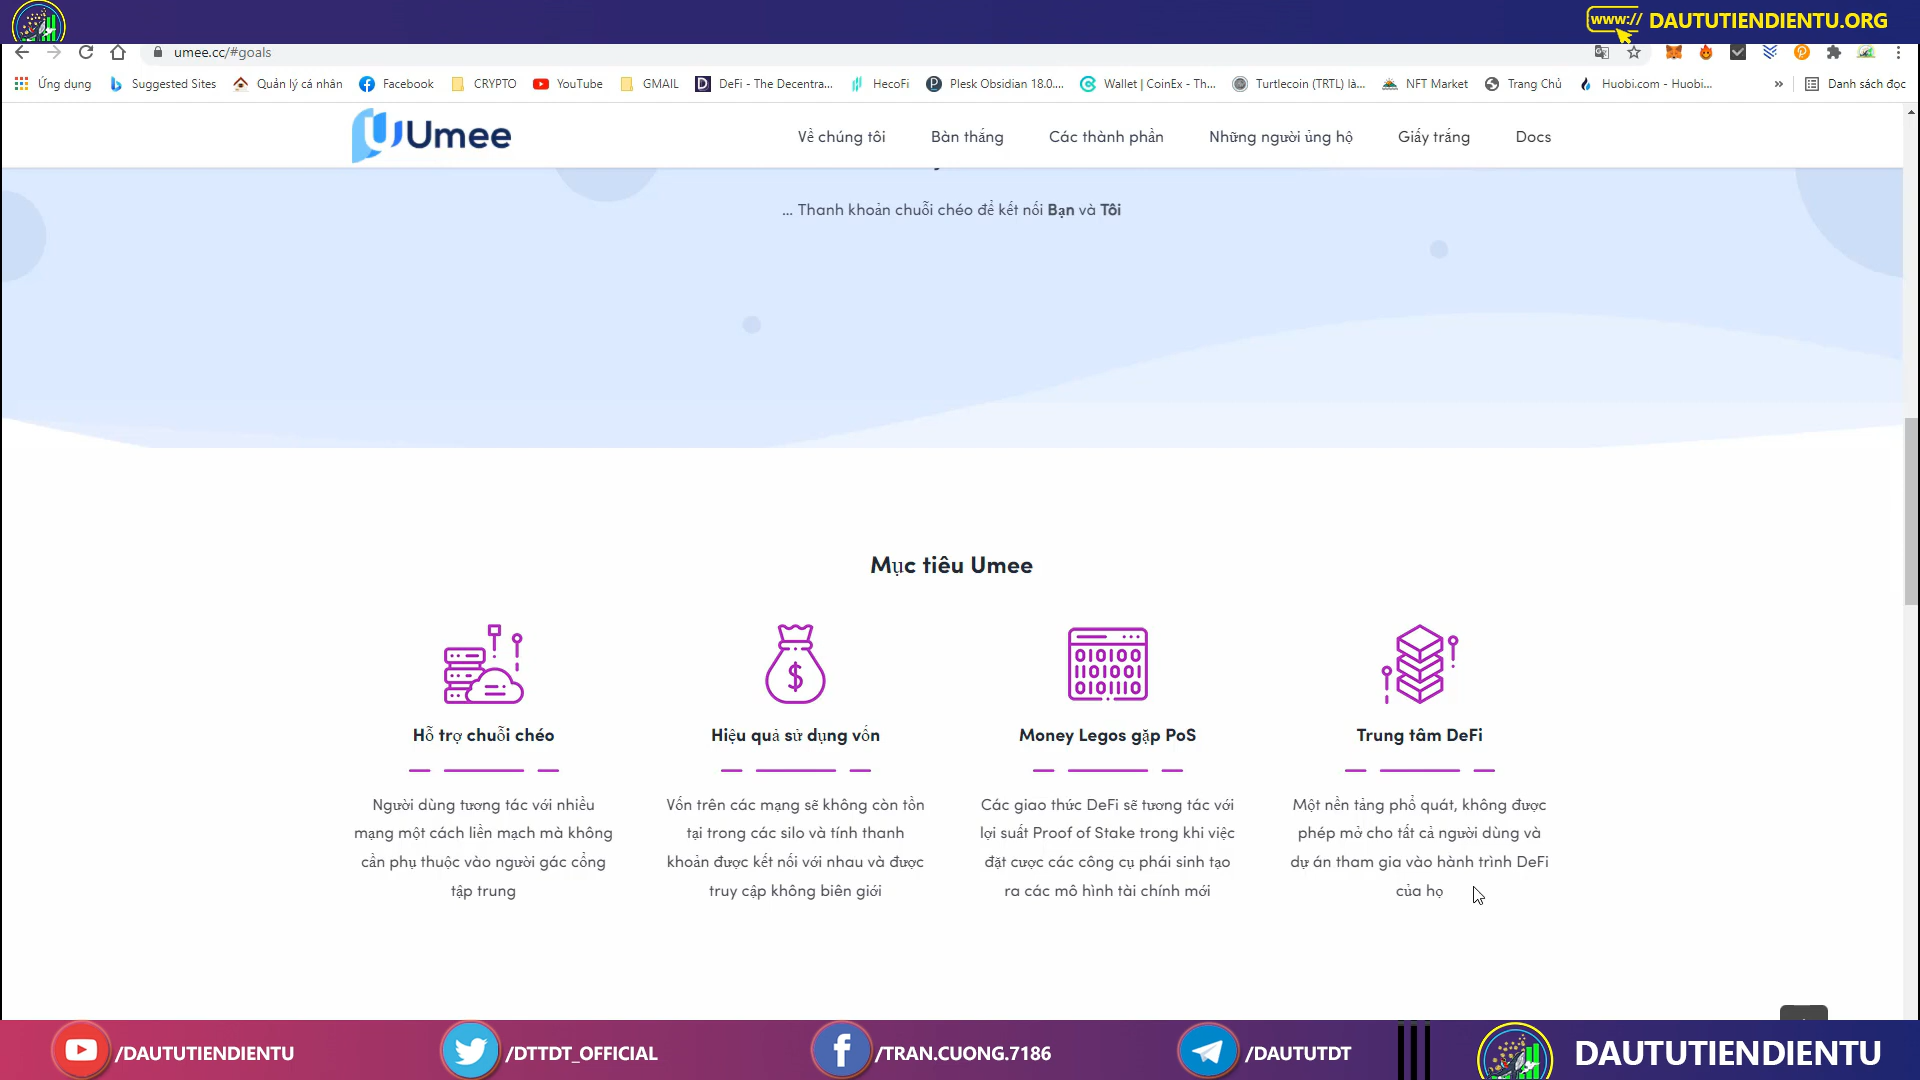 www:// DAUTUTIENDIENTU.ORG
umee.cc/#goals
Ứng dụng Suggested Sites Quản lý cá nhân Facebook CRYPTO YouTube GMAIL DeFi - The Decentra... HecoFi Plesk Obsidian 18.0.... Wallet | CoinEx - Th... Turtlecoin (TRTL) là... NFT Market Trang Chủ Huobi.com - Huobi... » Danh sách đọc
Umee Về chúng tôi Bàn thắng Các thành phần Những người ủng hộ Giấy trắng Docs
... Thanh khoản chuỗi chéo để kết nối Bạn và Tôi
Mục tiêu Umee
Hỗ trợ chuỗi chéo
Người dùng tương tác với nhiều
mạng một cách liền mạch mà không
cần phụ thuộc vào người gác cổng
tập trung
Hiệu quả sử dụng vốn
Vốn trên các mạng sẽ không còn tồn
tại trong các silo và tính thanh
khoản được kết nối với nhau và được
truy cập không biên giới
010100
101001
010110
Money Legos gặp PoS
Các giao thức DeFi sẽ tương tác với
lợi suất Proof of Stake trong khi việc
đặt cược các công cụ phái sinh tạo
ra các mô hình tài chính mới
Trung tâm DeFi
Một nền tảng phổ quát, không được
phép mở cho tất cả người dùng và
dự án tham gia vào hành trình DeFi
của họ
/DAUTUTIENDIENTU /DTTDT_OFFICIAL /TRAN.CUONG.7186 /DAUTUTDT DAUTUTIENDIENTU